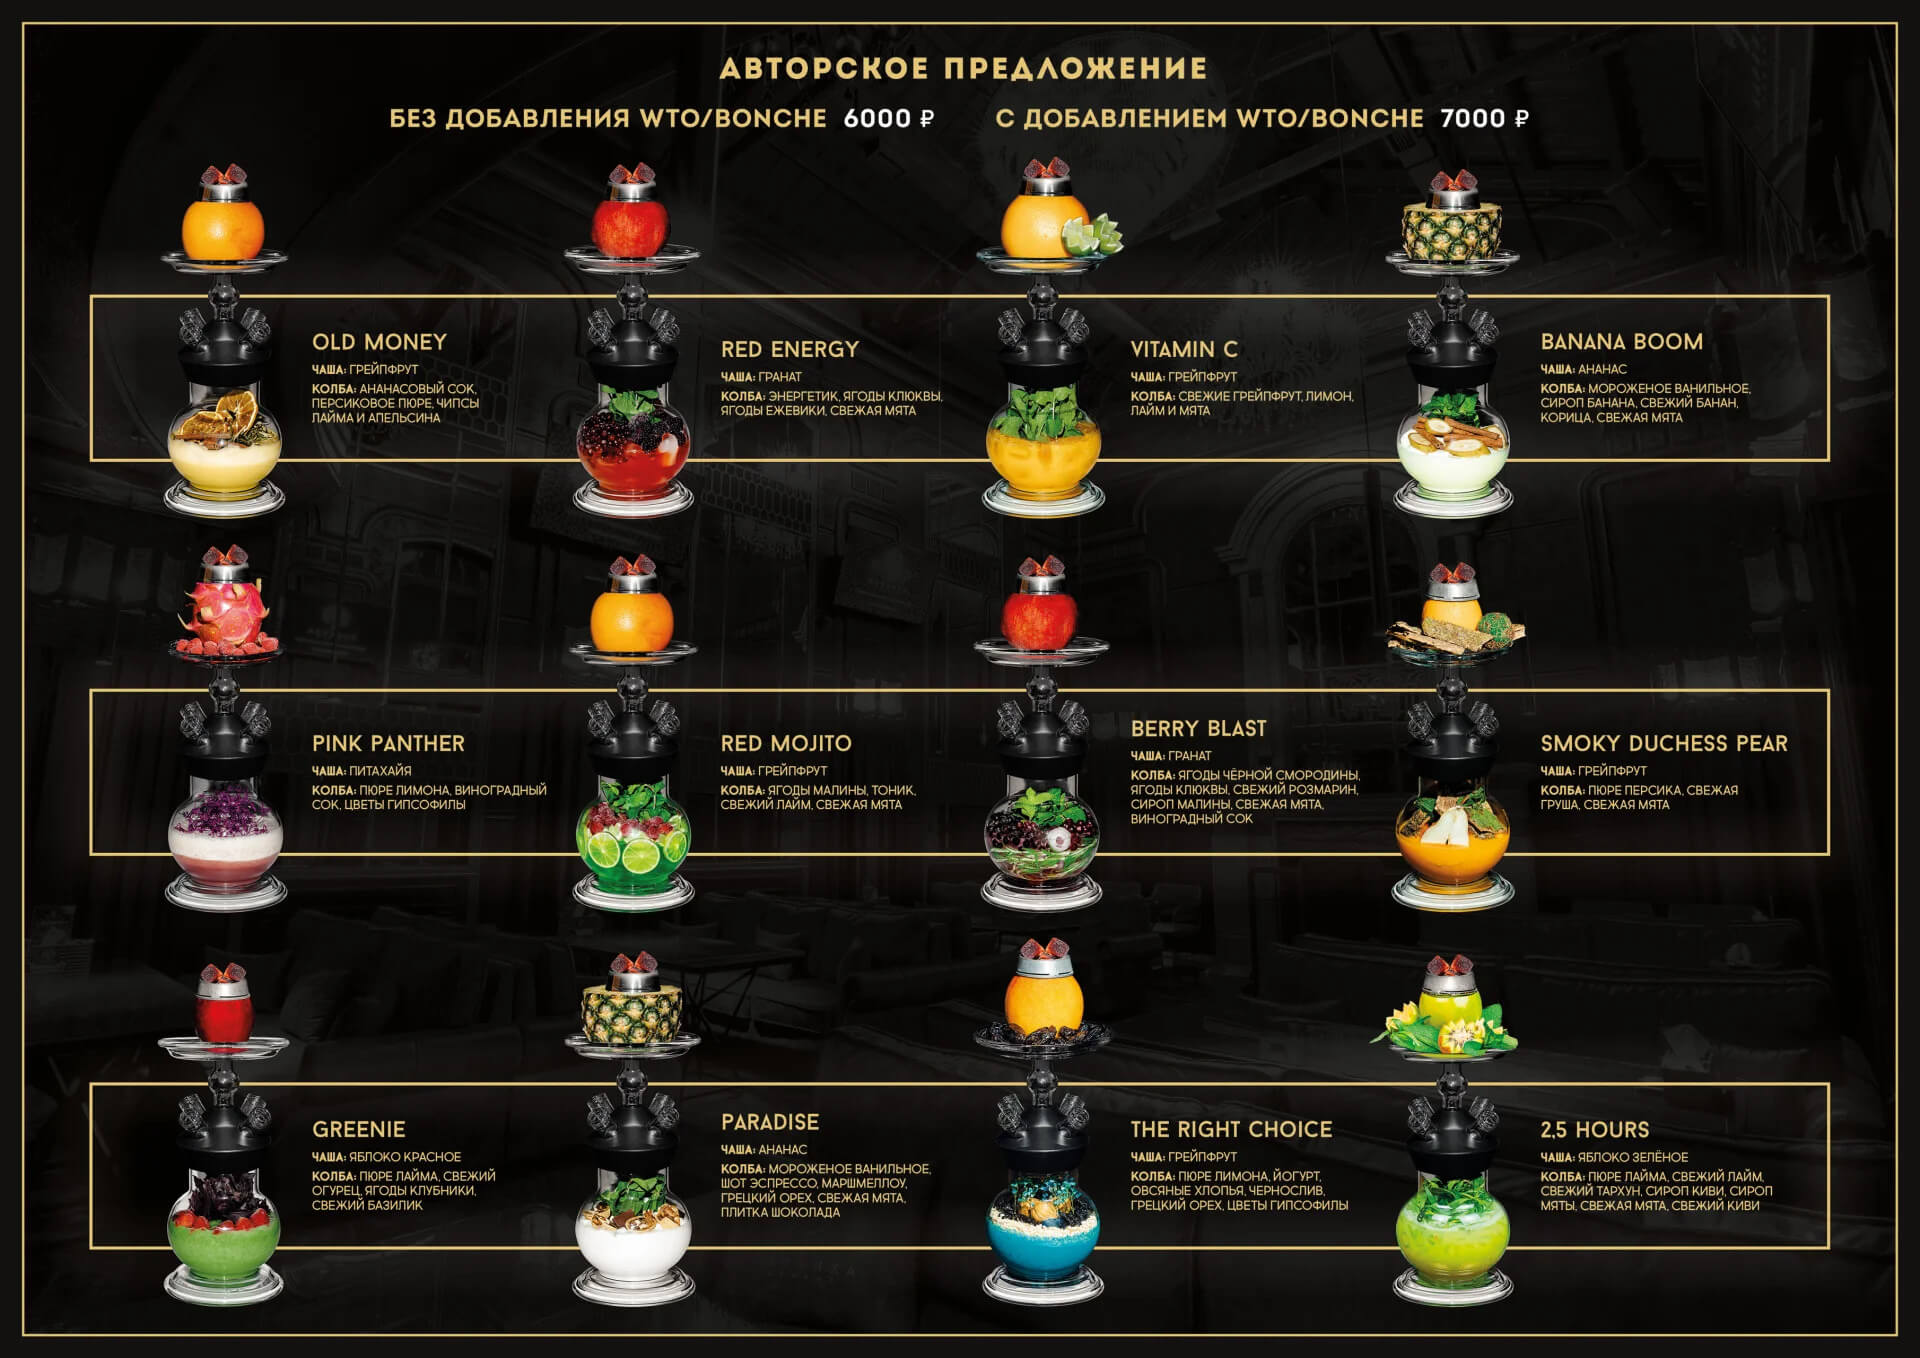 АВТОРСКОЕ ПРЕДЛОЖЕНИЕ
БЕЗ ДОБАВЛЕНИЯ WTO/BONCHE 6000 ₽
С ДОБАВЛЕНИЕМ WTO/BONCHE 7000 ₽
OLD MONEY
ЧАША: ГРЕЙПФРУТ
КОЛБА: АНАНАСОВЫЙ СОК,
ПЕРСИКОВОЕ ПЮРЕ, ЧИПСЫ
ЛАЙМА И АПЕЛЬСИНА
RED ENERGY
ЧАША: ГРАНАТ
КОЛБА: ЭНЕРГЕТИК, ЯГОДЫ КЛЮКВЫ,
ЯГОДЫ ЕЖЕВИКИ, СВЕЖАЯ МЯТА
VITAMIN C
ЧАША: ГРЕЙПФРУТ
КОЛБА: СВЕЖИЕ ГРЕЙПФРУТ, ЛИМОН,
ЛАЙМ И МЯТА
BANANA BOOM
ЧАША: АНАНАС
КОЛБА: МОРОЖЕНОЕ ВАНИЛЬНОЕ,
СИРОП БАНАНА, СВЕЖИЙ БАНАН,
КОРИЦА, СВЕЖАЯ МЯТА
PINK PANTHER
ЧАША: ПИТАХАЙЯ
КОЛБА: ПЮРЕ ЛИМОНА, ВИНОГРАДНЫЙ
СОК, ЦВЕТЫ ГИПСОФИЛЫ
RED MOJITO
ЧАША: ГРЕЙПФРУТ
КОЛБА: ЯГОДЫ МАЛИНЫ, ТОНИК,
СВЕЖИЙ ЛАЙМ, СВЕЖАЯ МЯТА
BERRY BLAST
ЧАША: ГРАНАТ
КОЛБА: ЯГОДЫ ЧЁРНОЙ СМОРОДИНЫ,
ЯГОДЫ КЛЮКВЫ, СВЕЖИЙ РОЗМАРИН,
СИРОП МАЛИНЫ, СВЕЖАЯ МЯТА,
ВИНОГРАДНЫЙ СОК
SMOKY DUCHESS PEAR
ЧАША: ГРЕЙПФРУТ
КОЛБА: ПЮРЕ ПЕРСИКА, СВЕЖАЯ
ГРУША, СВЕЖАЯ МЯТА
GREENIE
ЧАША: ЯБЛОКО КРАСНОЕ
КОЛБА: ПЮРЕ ЛАЙМА, СВЕЖИЙ
ОГУРЕЦ, ЯГОДЫ КЛУБНИКИ,
СВЕЖИЙ БАЗИЛИК
PARADISE
ЧАША: АНАНАС
КОЛБА: МОРОЖЕНОЕ ВАНИЛЬНОЕ,
ШОТ ЭСПРЕССО, МАРШМЕЛЛОУ,
ГРЕЦКИЙ ОРЕХ, СВЕЖАЯ МЯТА,
ПЛИТКА ШОКОЛАДА
THE RIGHT CHOICE
ЧАША: ГРЕЙПФРУТ
КОЛБА: ПЮРЕ ЛИМОНА, ЙОГУРТ,
ОВСЯНЫЕ ХЛОПЬЯ, ЧЕРНОСЛИВ,
ГРЕЦКИЙ ОРЕХ, ЦВЕТЫ ГИПСОФИЛЫ
2,5 HOURS
ЧАША: ЯБЛОКО ЗЕЛЁНОЕ
КОЛБА: ПЮРЕ ЛАЙМА, СВЕЖИЙ ЛАЙМ,
СВЕЖИЙ ТАРХУН, СИРОП КИВИ, СИРОП
МЯТЫ, СВЕЖАЯ МЯТА, СВЕЖИЙ КИВИ